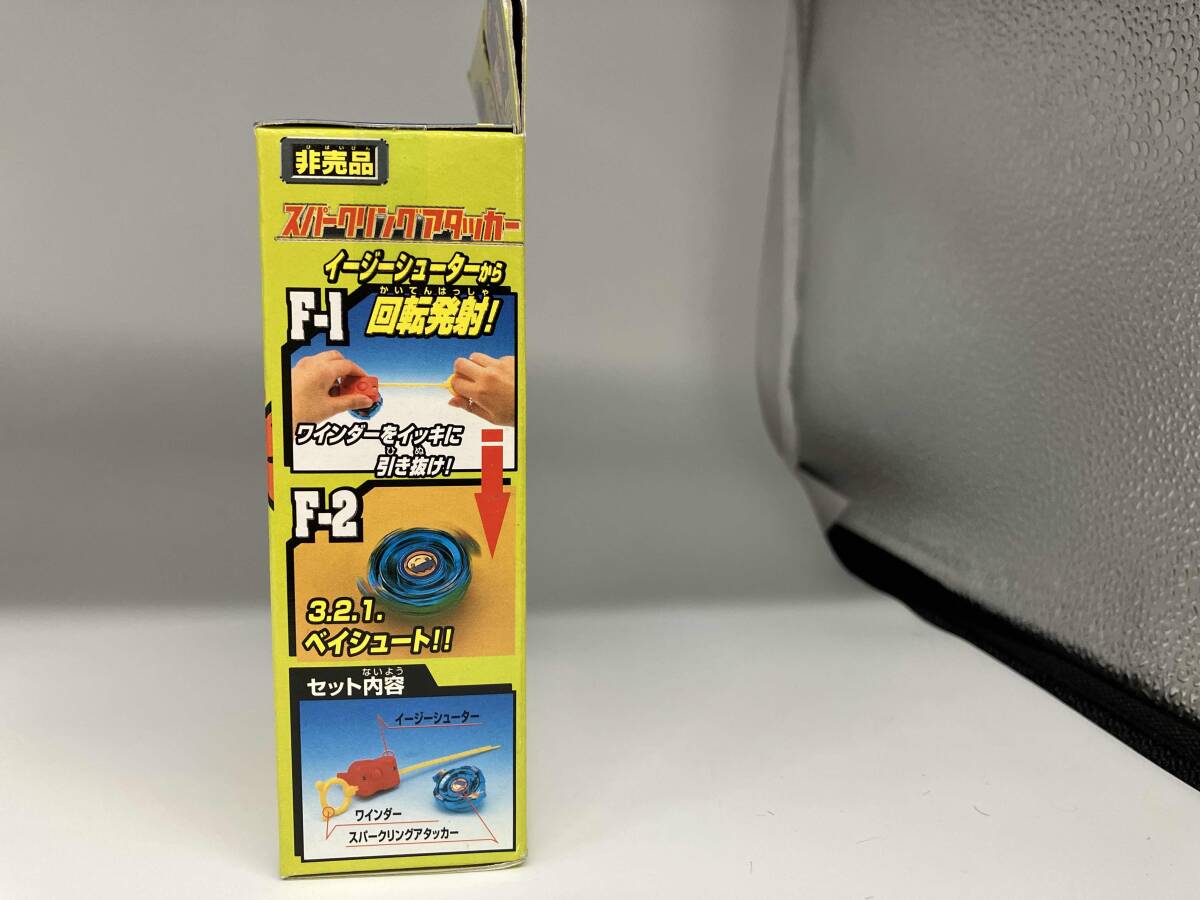 ひばいひん
非売品
スパークリングアタッカー
イージーシューターから
かいてんはっしゃ
F-1 回転発射!
ワインダーをイッキに
ひ ぬ
引き抜け!
F-2
3.2.1.
ベイシュート!!
ないよう
セット内容
イージーシューター
ワインダー
スパークリングアタッカー